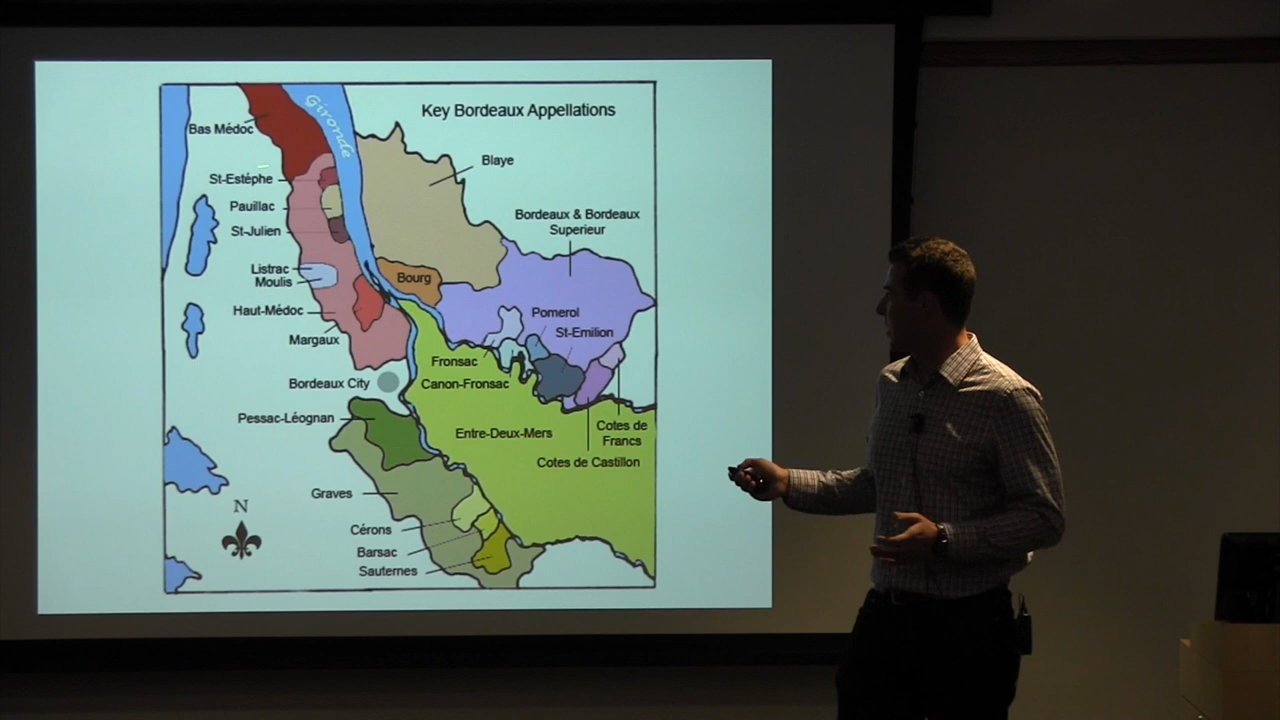 Key Bordeaux Appellations
Gironde
Bas Médoc
Blaye
St-Estéphe
Pauillac
St-Julien
Bordeaux & Bordeaux
Superieur
Listrac
Moulis
Bourg
Haut-Médoc
Margaux
Pomerol
St-Emilion
Fronsac
Canon-Fronsac
Bordeaux City
Pessac-Léognan
Entre-Deux-Mers
Cotes de
Francs
Cotes de Castillon
Graves
N
Cérons
Barsac
Sauternes